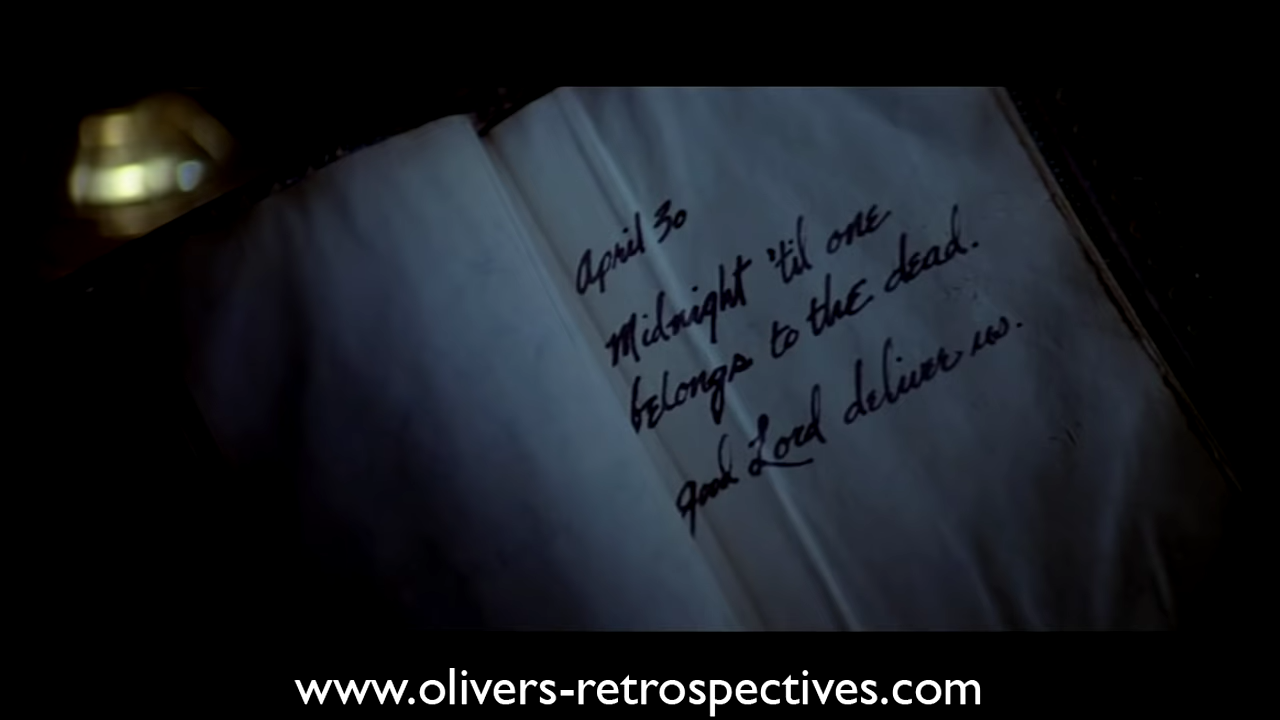 April 30
Midnight 'til one
belongs to the dead.
Good Lord deliver us.
www.olivers-retrospectives.com